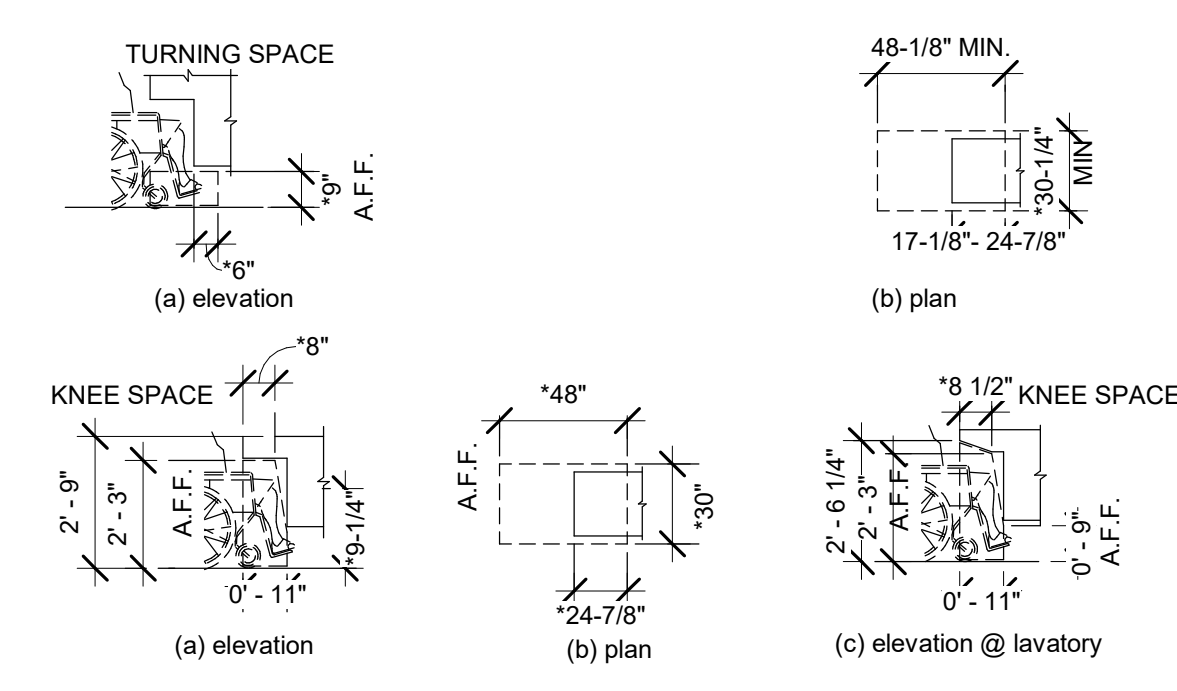 TURNING SPACE
*9"
A.F.F.
*6"
(a) elevation
48-1/8" MIN.
*30-1/4"
MIN
17-1/8"- 24-7/8"
(b) plan
*8"
KNEE SPACE
2' - 9"
2' - 3"
A.F.F.
*9-1/4"
0' - 11"
(a) elevation
*48"
A.F.F.
*30"
*24-7/8"
(b) plan
*8 1/2"
KNEE SPACE
2' - 6 1/4"
2' - 3"
A.F.F.
0' - 9"
A.F.F.
0' - 11"
(c) elevation @ lavatory